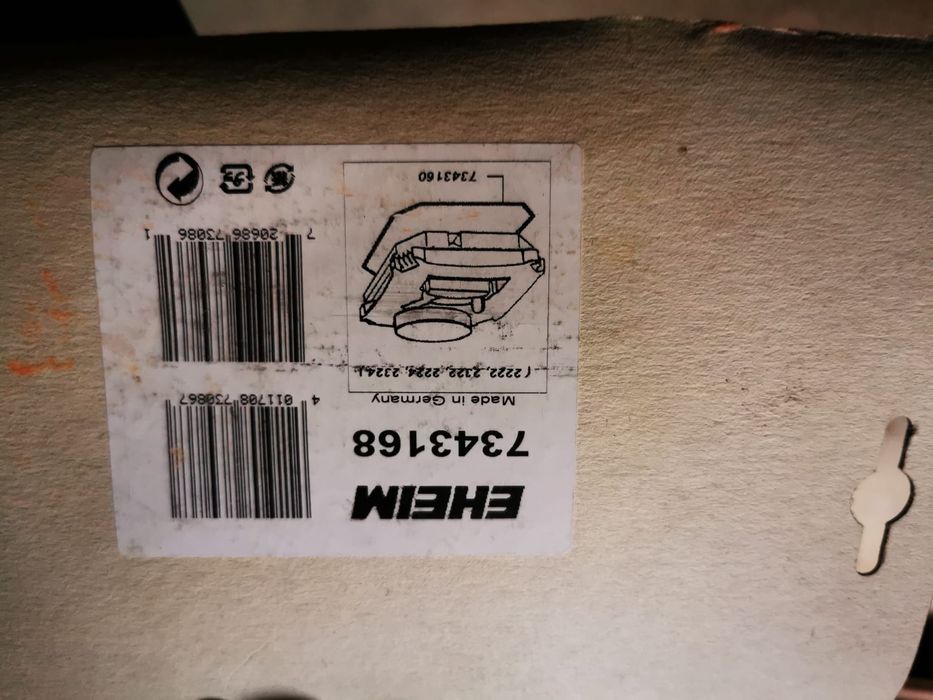 EHEIM
7343168
Made in Germany
( 2222, 2322, 2224, 2324 )
7343160
4 011708 730867
7 20686 73086 1